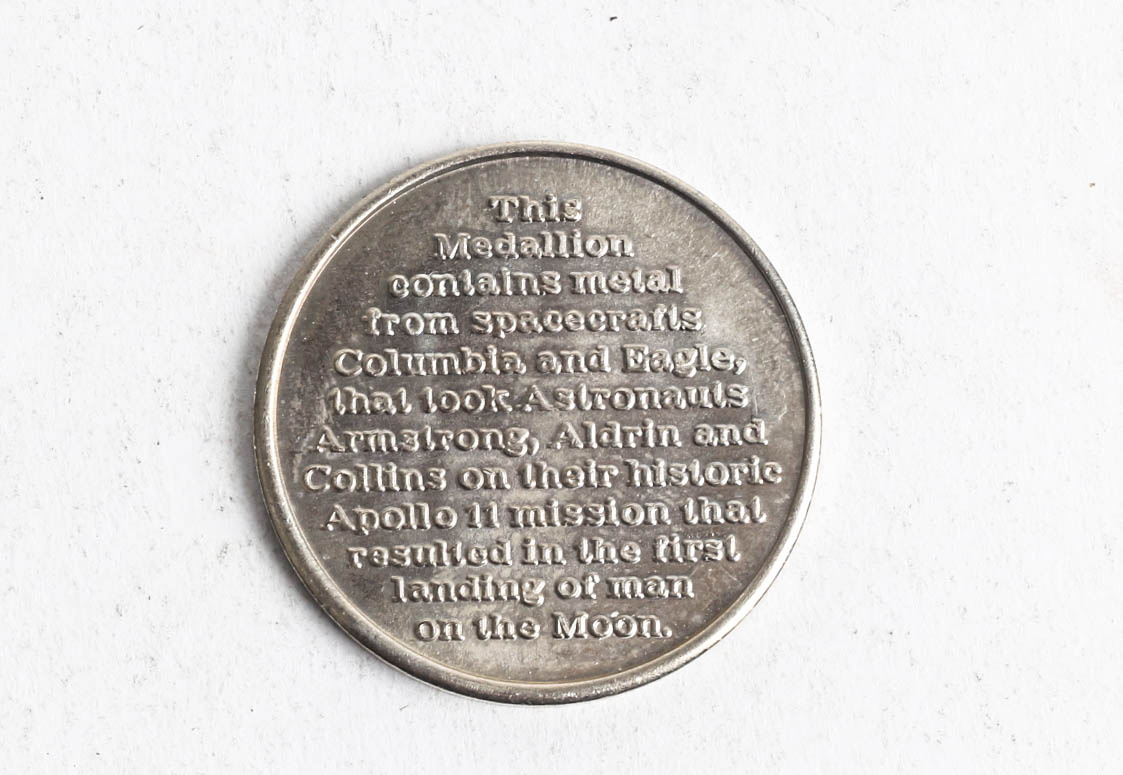 This
Medallion
contains metal
from spacecrafts
Columbia and Eagle,
that took Astronauts
Armstrong, Aldrin and
Collins on their historic
Apollo 11 mission that
resulted in the first
landing of man
on the Moon.